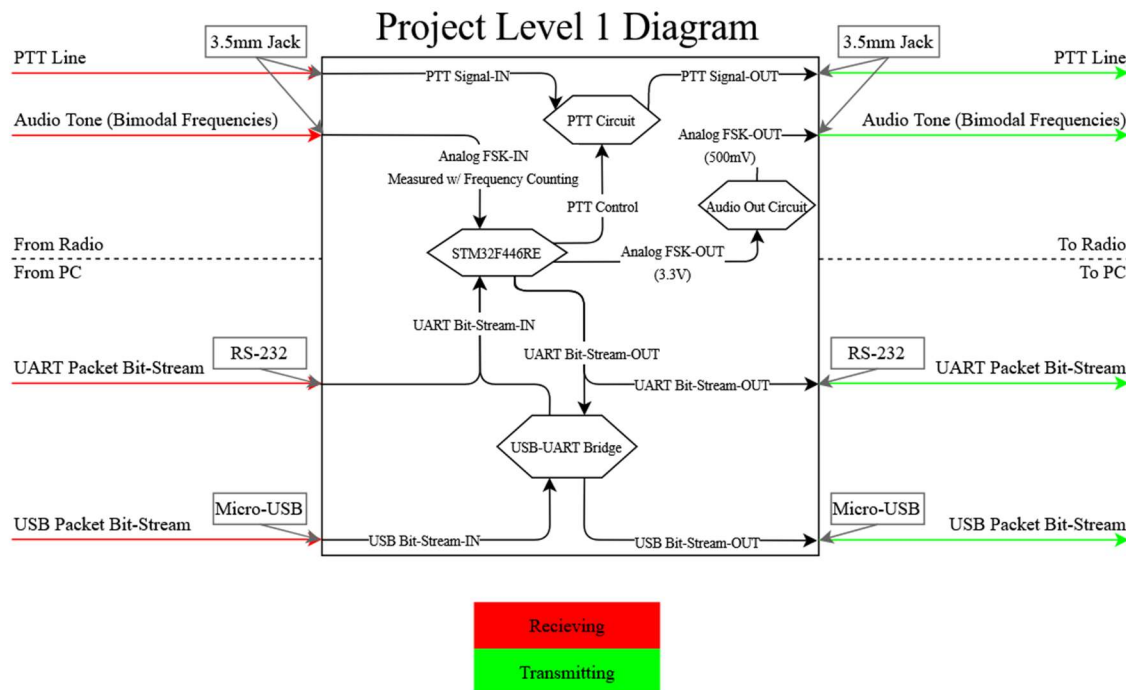 Project Level 1 Diagram
3.5mm Jack
3.5mm Jack
PTT Line
PTT Line
PTT Signal-IN
PTT Signal-OUT
Audio Tone (Bimodal Frequencies)
PTT Circuit
Analog FSK-OUT
(500mV)
Audio Tone (Bimodal Frequencies)
Analog FSK-IN
Measured w/ Frequency Counting
PTT Control
Audio Out Circuit
From Radio
STM32F446RE
Analog FSK-OUT
(3.3V)
To Radio
From PC
To PC
UART Bit-Stream-IN
RS-232
UART Bit-Stream-OUT
RS-232
UART Packet Bit-Stream
UART Bit-Stream-OUT
UART Packet Bit-Stream
USB-UART Bridge
Micro-USB
Micro-USB
USB Packet Bit-Stream
USB Packet Bit-Stream
USB Bit-Stream-IN
USB Bit-Stream-OUT
Recieving
Transmitting